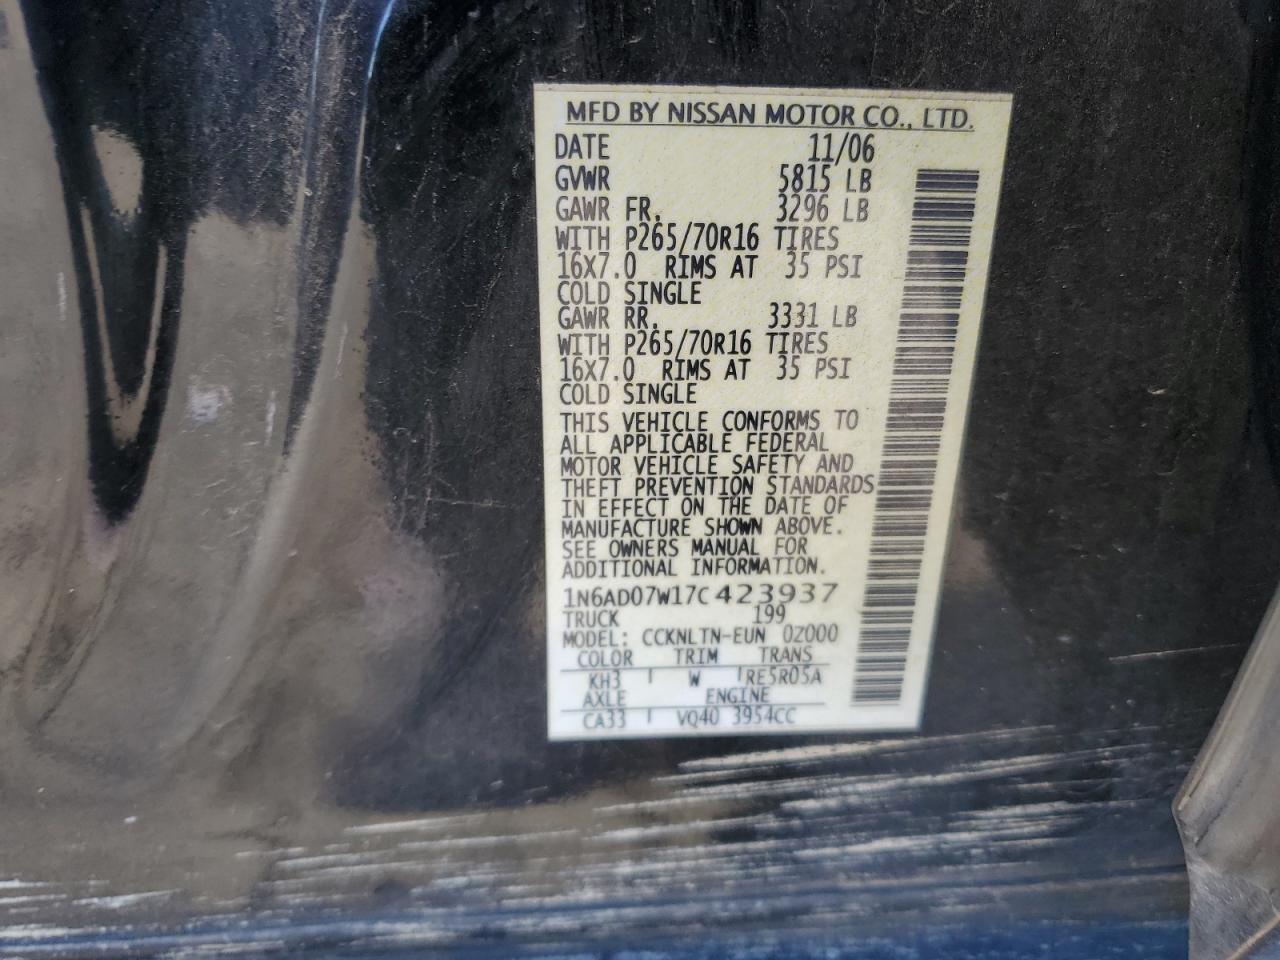 MFD BY NISSAN MOTOR CO., LTD.
DATE 11/06
GVWR 5815 LB
GAWR FR. 3296 LB
WITH P265/70R16 TIRES
16X7.0 RIMS AT 35 PSI
COLD SINGLE
GAWR RR. 3331 LB
WITH P265/70R16 TIRES
16X7.0 RIMS AT 35 PSI
COLD SINGLE
THIS VEHICLE CONFORMS TO
ALL APPLICABLE FEDERAL
MOTOR VEHICLE SAFETY AND
THEFT PREVENTION STANDARDS
IN EFFECT ON THE DATE OF
MANUFACTURE SHOWN ABOVE.
SEE OWNERS MANUAL FOR
ADDITIONAL INFORMATION.
1N6AD07W17C423937
TRUCK 199
MODEL: CCKNLTN-EUN 0Z000
COLOR TRIM TRANS
KH3 W RE5R05A
AXLE ENGINE
CA33 VQ40 3954CC